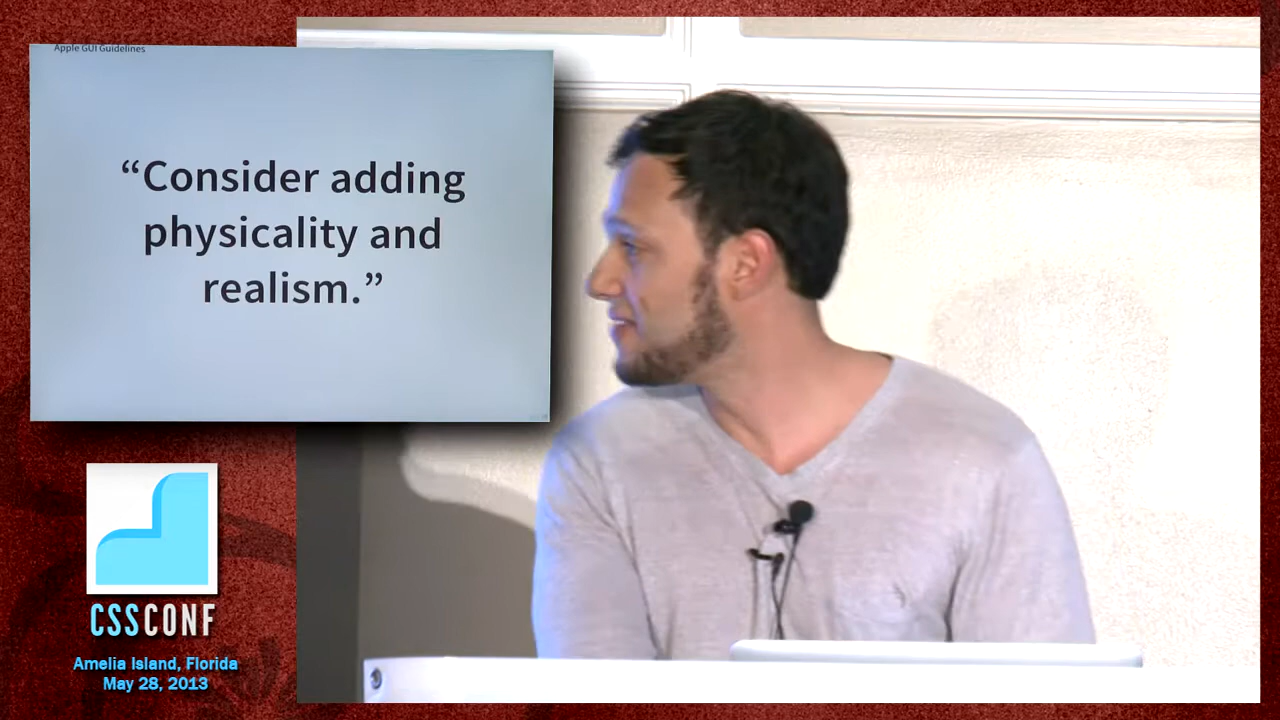 Apple GUI Guidelines
“Consider adding
physicality and
realism.”
CSSCONF
Amelia Island, Florida
May 28, 2013